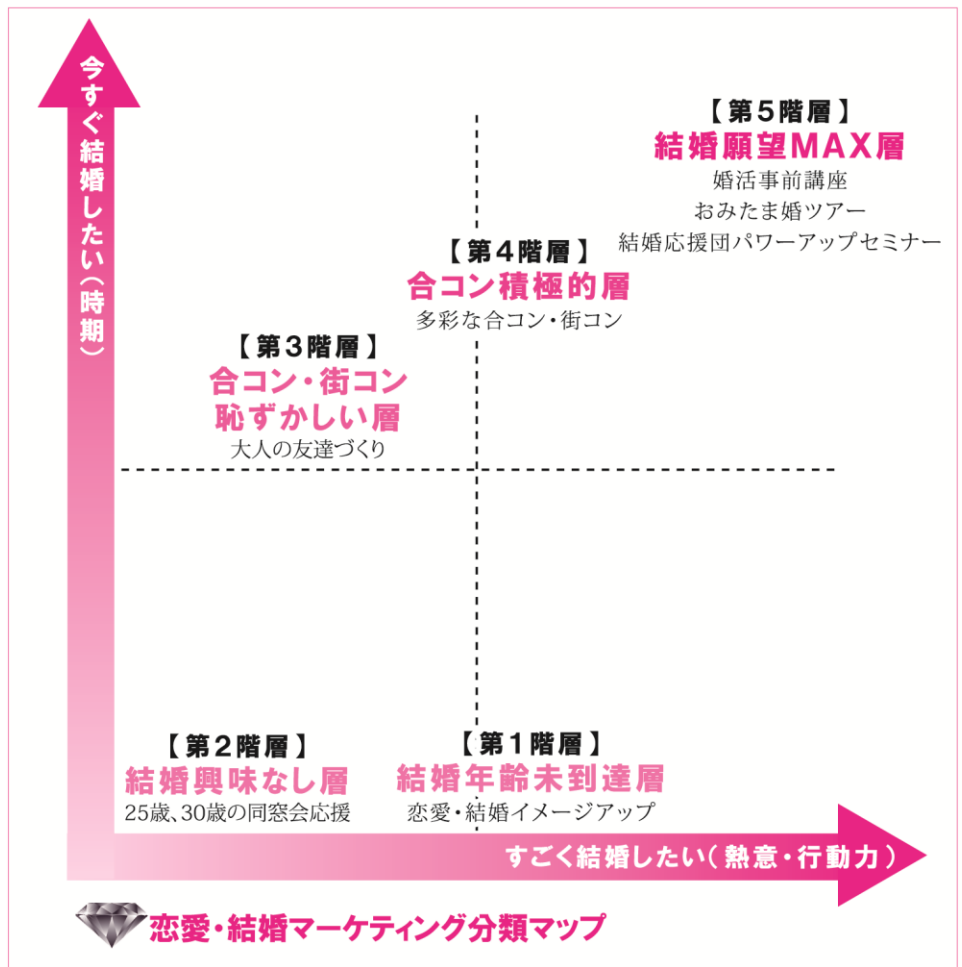 今すぐ結婚したい(時期)
【第5階層】
結婚願望MAX層
婚活事前講座
おみたま婚ツアー
結婚応援団パワーアップセミナー
【第4階層】
合コン積極的層
多彩な合コン・街コン
【第3階層】
合コン・街コン
恥ずかしい層
大人の友達づくり
【第2階層】
結婚興味なし層
25歳、30歳の同窓会応援
【第1階層】
結婚年齢未到達層
恋愛・結婚イメージアップ
すごく結婚したい(熱意・行動力)
恋愛・結婚マーケティング分類マップ